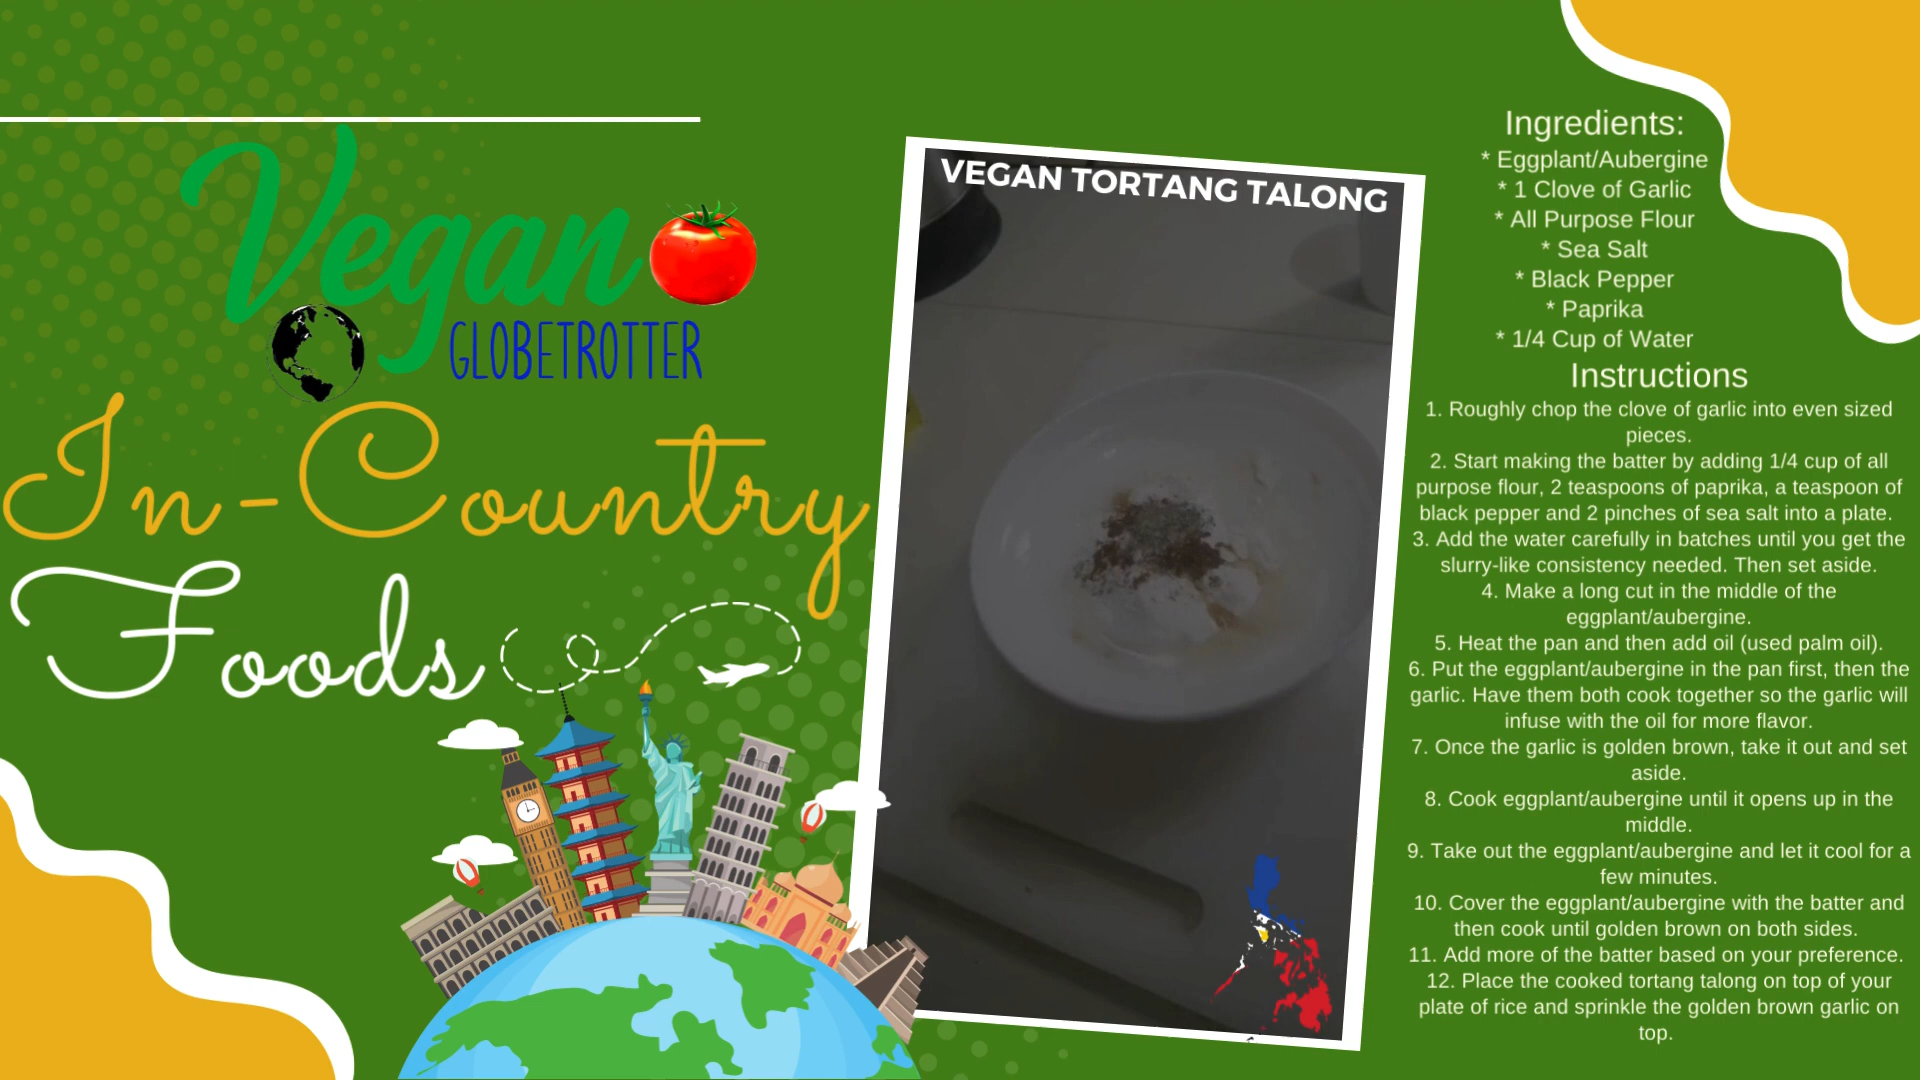 Vegan
GLOBETROTTER
In-Country
Foods
VEGAN TORTANG TALONG
Ingredients:
* Eggplant/Aubergine
* 1 Clove of Garlic
* All Purpose Flour
* Sea Salt
* Black Pepper
* Paprika
* 1/4 Cup of Water
Instructions
1. Roughly chop the clove of garlic into even sized
pieces.
2. Start making the batter by adding 1/4 cup of all
purpose flour, 2 teaspoons of paprika, a teaspoon of
black pepper and 2 pinches of sea salt into a plate.
3. Add the water carefully in batches until you get the
slurry-like consistency needed. Then set aside.
4. Make a long cut in the middle of the
eggplant/aubergine.
5. Heat the pan and then add oil (used palm oil).
6. Put the eggplant/aubergine in the pan first, then the
garlic. Have them both cook together so the garlic will
infuse with the oil for more flavor.
7. Once the garlic is golden brown, take it out and set
aside.
8. Cook eggplant/aubergine until it opens up in the
middle.
9. Take out the eggplant/aubergine and let it cool for a
few minutes.
10. Cover the eggplant/aubergine with the batter and
then cook until golden brown on both sides.
11. Add more of the batter based on your preference.
12. Place the cooked tortang talong on top of your
plate of rice and sprinkle the golden brown garlic on
top.